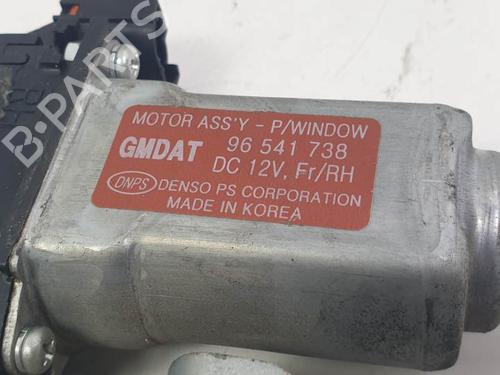 MOTOR ASS'Y - P/WINDOW
GMDAT 96 541 738
DC 12V, Fr/RH
DNPS DENSO PS CORPORATION
MADE IN KOREA
B-PARTS